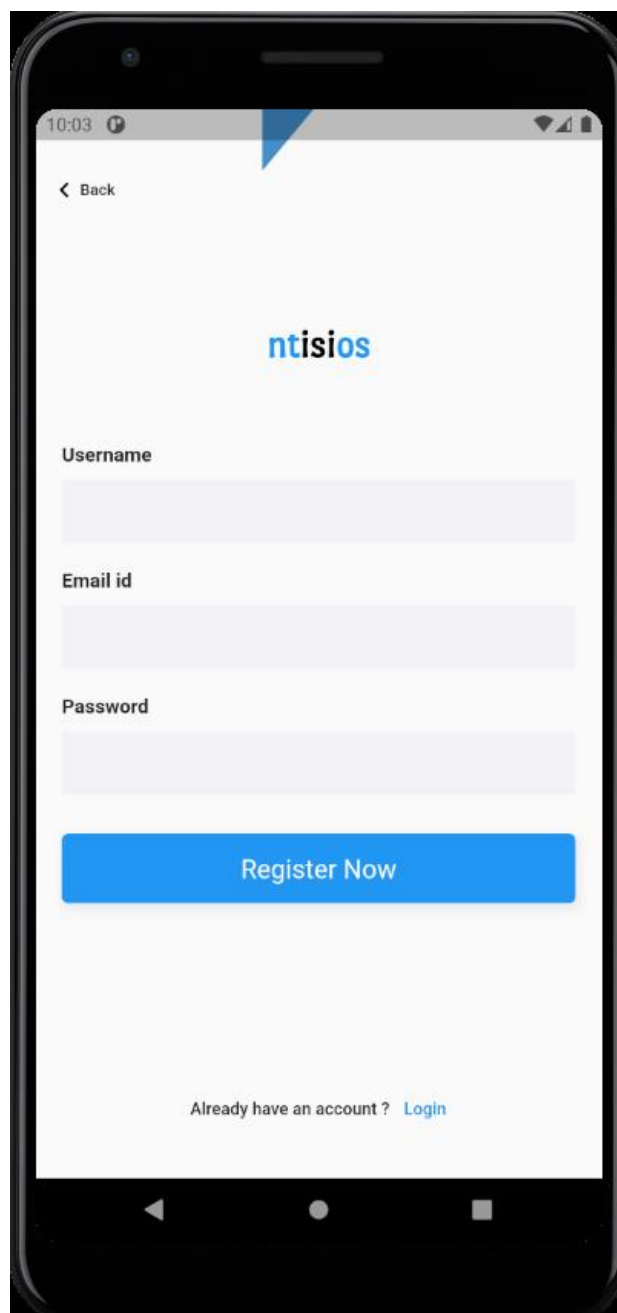 10:03
Back
ntisios
Username
Email id
Password
Register Now
Already have an account ? Login